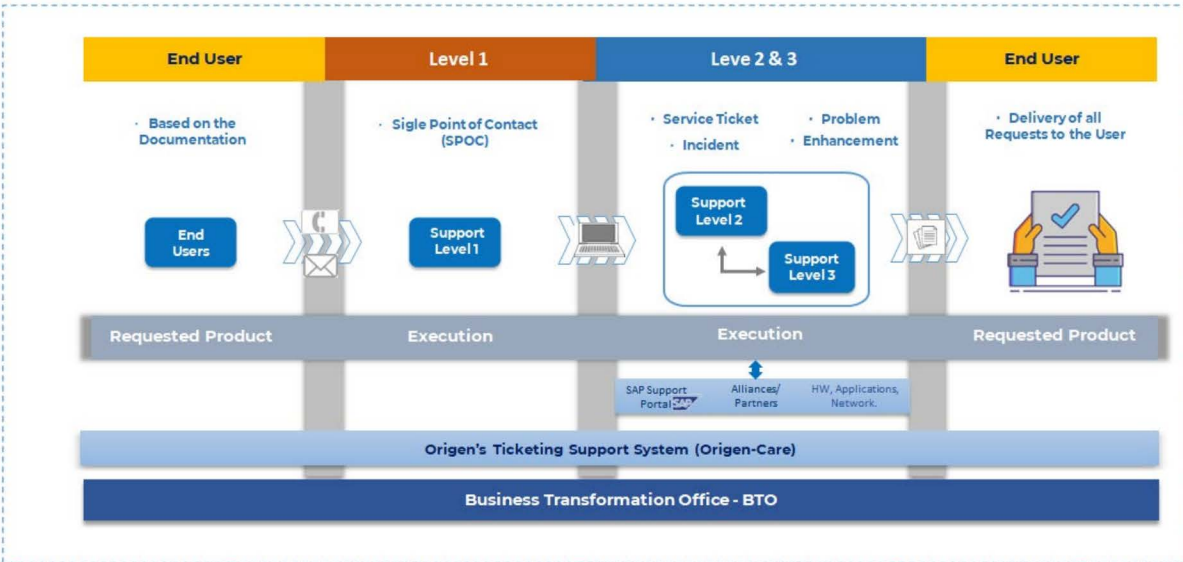 End User
Level 1
Leve 2 & 3
End User
· Based on the
Documentation
· Sigle Point of Contact
(SPOC)
· Service Ticket
· Incident
· Problem
· Enhancement
· Delivery of all
Requests to the User
End
Users
Support
Level 1
Support
Level 2
Support
Level 3
Requested Product
Execution
Execution
Requested Product
SAP Support
Portal SAP
Alliances/
Partners
HW, Applications,
Network.
Origen's Ticketing Support System (Origen-Care)
Business Transformation Office - BTO